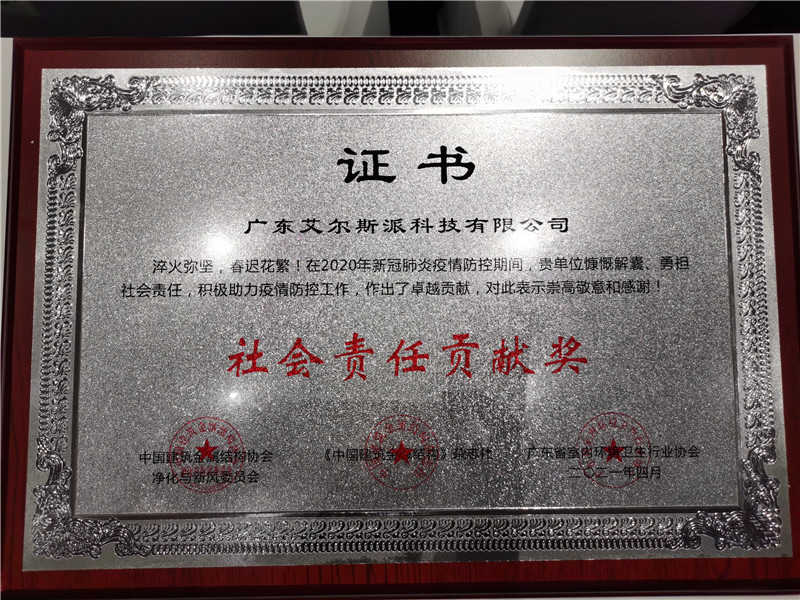 证书
广东艾尔斯派科技有限公司
淬火弥坚，春迟花繁！在2020年新冠肺炎疫情防控期间，贵单位慷慨解囊、勇担
社会责任，积极助力疫情防控工作，作出了卓越贡献，对此表示崇高敬意和感谢！
社会责任贡献奖
中国建筑金属结构协会
净化与新风委员会
《中国建筑金属结构》杂志社
广东省室内环境卫生行业协会
二〇二一年四月